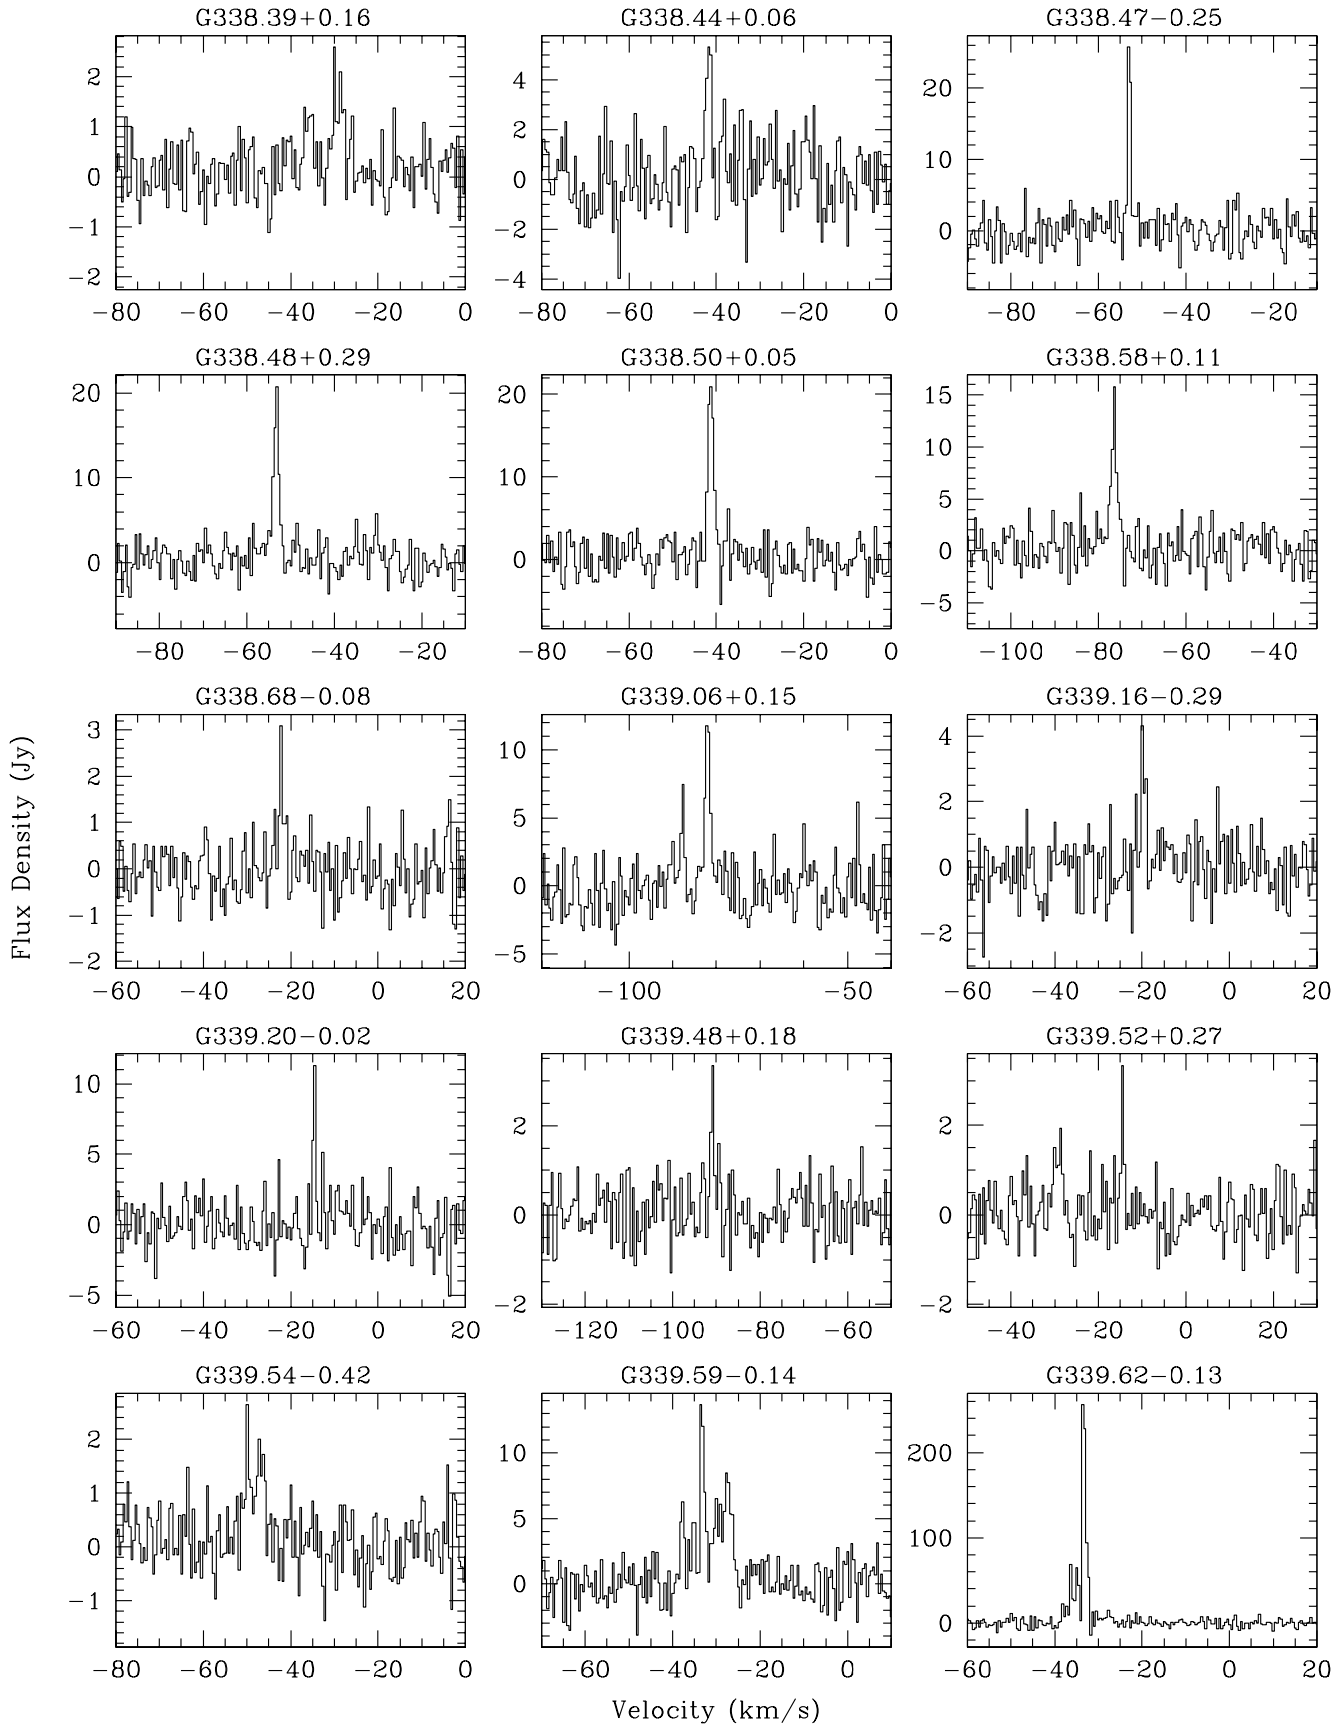 G338.39+0.16 G338.44+0.06 G338.47−0.25
2 1 0 −1 −2
4 2 0 −2 −4
20 10 0
−80 −60 −40 −20 0
−80 −60 −40 −20 0
−80 −60 −40 −20
G338.48+0.29 G338.50+0.05 G338.58+0.11
20 10 0
20 10 0
15 10 5 0 −5
−80 −60 −40 −20
−80 −60 −40 −20 0
−100 −80 −60 −40
G338.68−0.08 G339.06+0.15 G339.16−0.29
3 2 1 0 −1 −2
10 5 0 −5
4 2 0 −2
−60 −40 −20 0 20
−100 −50
−60 −40 −20 0 20
Flux Density (Jy)
G339.20−0.02 G339.48+0.18 G339.52+0.27
10 5 0 −5
2 0 −2
2 0 −2
−60 −40 −20 0 20
−120 −100 −80 −60
−40 −20 0 20
G339.54−0.42 G339.59−0.14 G339.62−0.13
2 1 0 −1
10 5 0
200 100 0
−80 −60 −40 −20 0
−60 −40 −20 0
−60 −40 −20 0 20
Velocity (km/s)